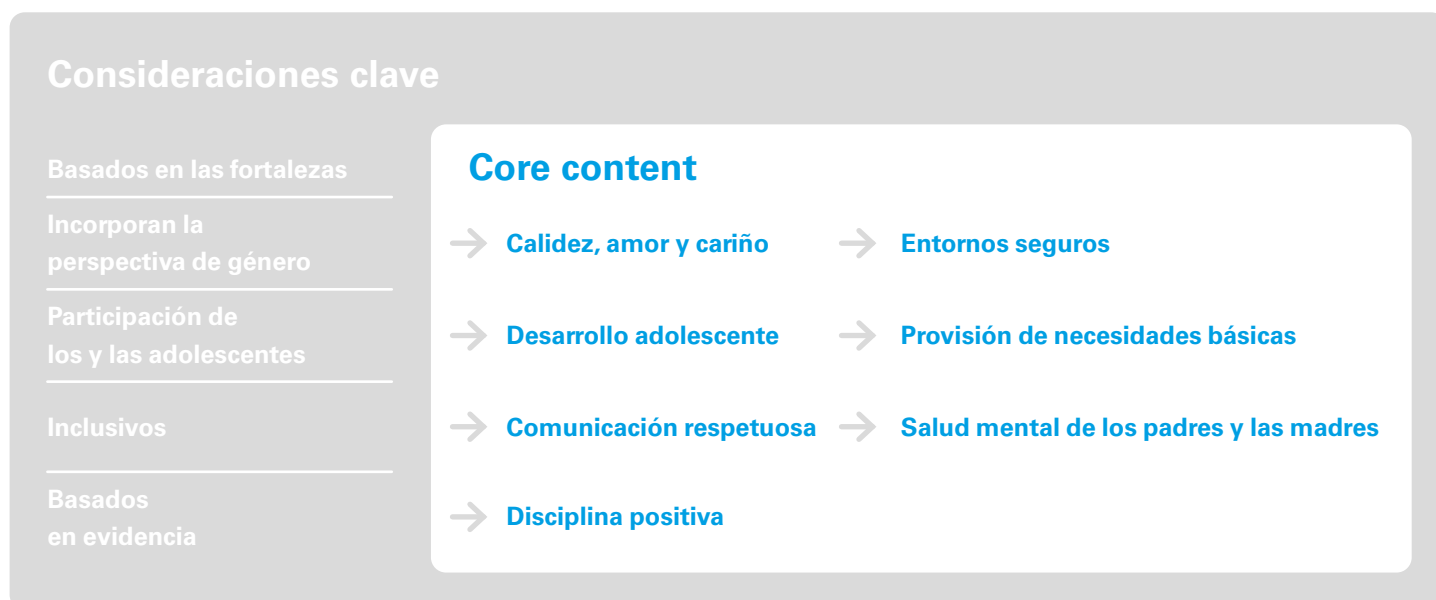 Consideraciones clave
Basados en las fortalezas
Incorporan la
perspectiva de género
Participación de
los y las adolescentes
Inclusivos
Basados
en evidencia
Core content
Calidez, amor y cariño
Desarrollo adolescente
Comunicación respetuosa
Disciplina positiva
Entornos seguros
Provisión de necesidades básicas
Salud mental de los padres y las madres